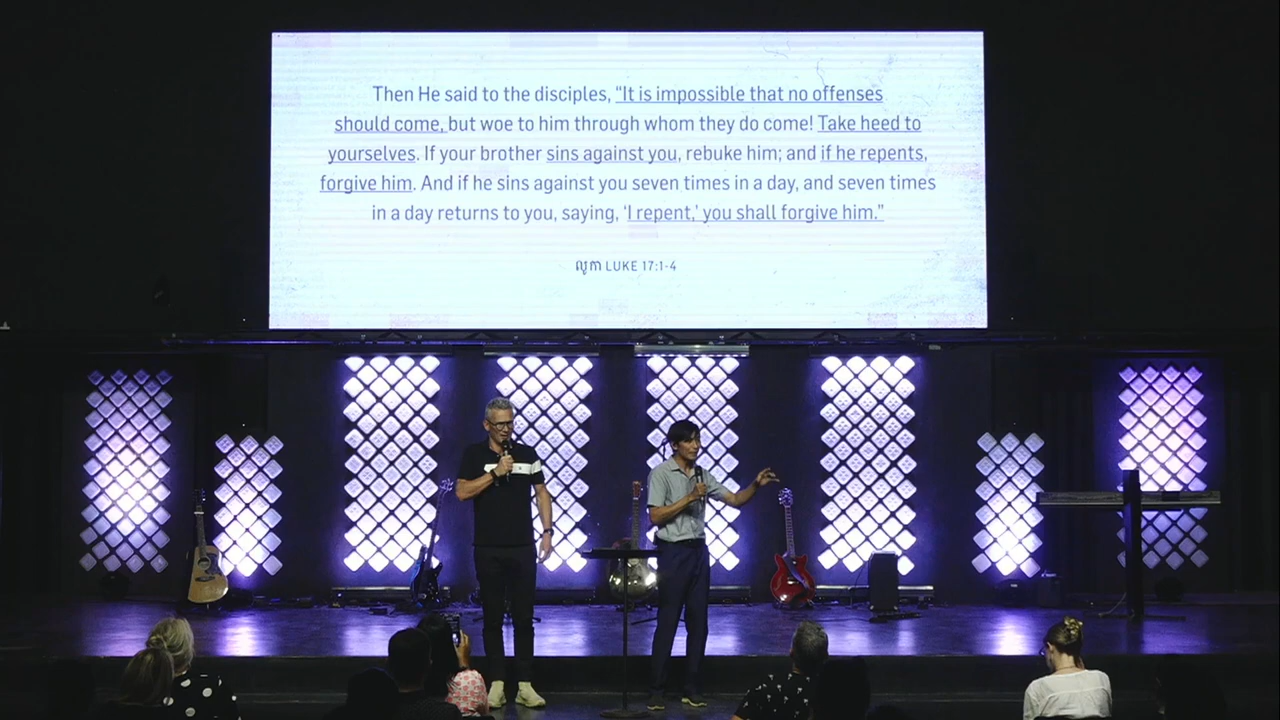 Then He said to the disciples, “It is impossible that no offenses
should come, but woe to him through whom they do come! Take heed to
yourselves. If your brother sins against you, rebuke him; and if he repents,
forgive him. And if he sins against you seven times in a day, and seven times
in a day returns to you, saying, ‘I repent,’ you shall forgive him.”
លូកា LUKE 17:1-4